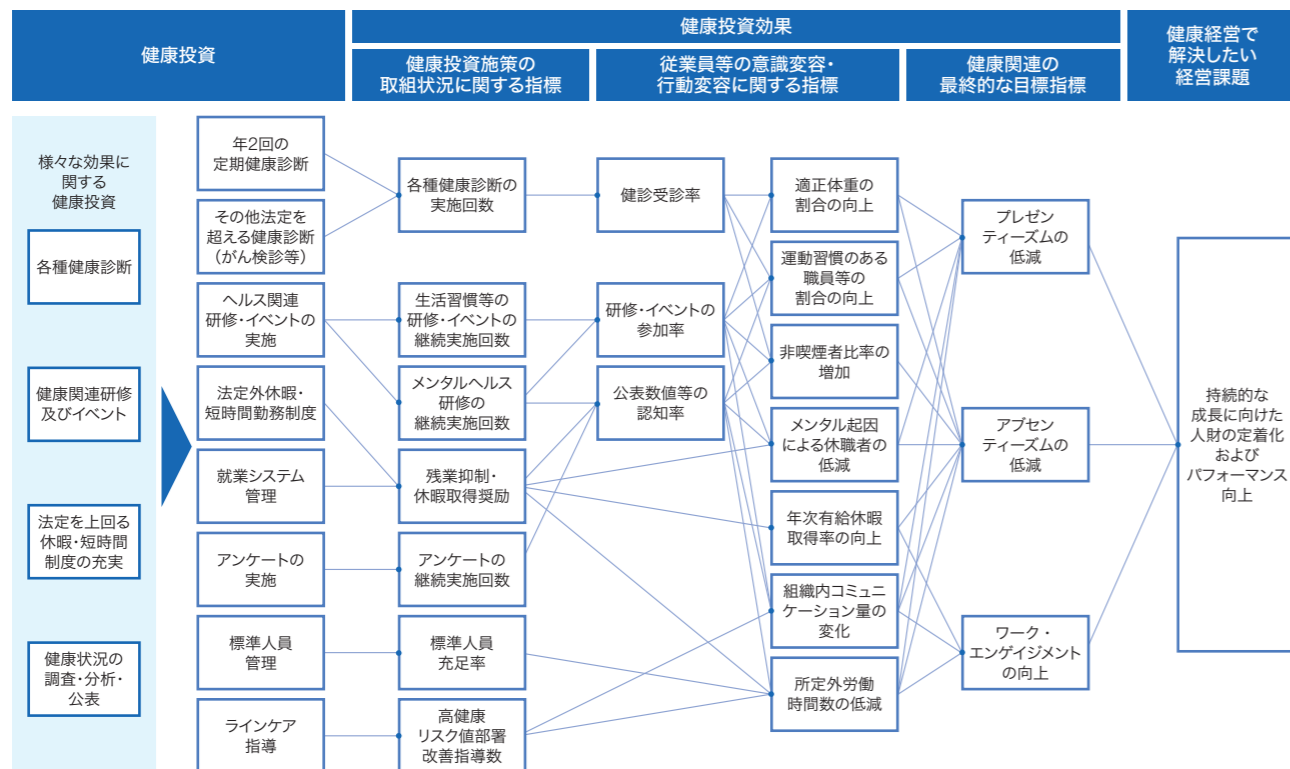 健康投資
健康投資効果
健康投資施策の
取組状況に関する指標
従業員等の意識変容・
行動変容に関する指標
健康関連の
最終的な目標指標
健康経営で
解決したい
経営課題
様々な効果に
関する
健康投資
各種健康診断
健康関連研修
及びイベント
法定を上回る
休暇・短時間
制度の充実
健康状況の
調査・分析・
公表
年2回の
定期健康診断
その他法定を
超える健康診断
(がん検診等)
ヘルス関連
研修・イベントの
実施
法定外休暇・
短時間勤務制度
就業システム
管理
アンケートの
実施
標準人員
管理
ラインケア
指導
各種健康診断の
実施回数
生活習慣等の
研修・イベントの
継続実施回数
メンタルヘルス
研修の
継続実施回数
残業抑制・
休暇取得奨励
アンケートの
継続実施回数
標準人員
充足率
高健康
リスク値部署
改善指導数
健診受診率
研修・イベントの
参加率
公表数値等の
認知率
適正体重の
割合の向上
運動習慣のある
職員等の
割合の向上
非喫煙者比率の
増加
メンタル起因
による休職者の
低減
年次有給休暇
取得率の向上
組織内コミュニ
ケーション量の
変化
所定外労働
時間数の低減
プレゼン
ティーズムの
低減
アブセン
ティーズムの
低減
ワーク・
エンゲイジメント
の向上
持続的な
成長に向けた
人財の定着化
および
パフォーマンス
向上